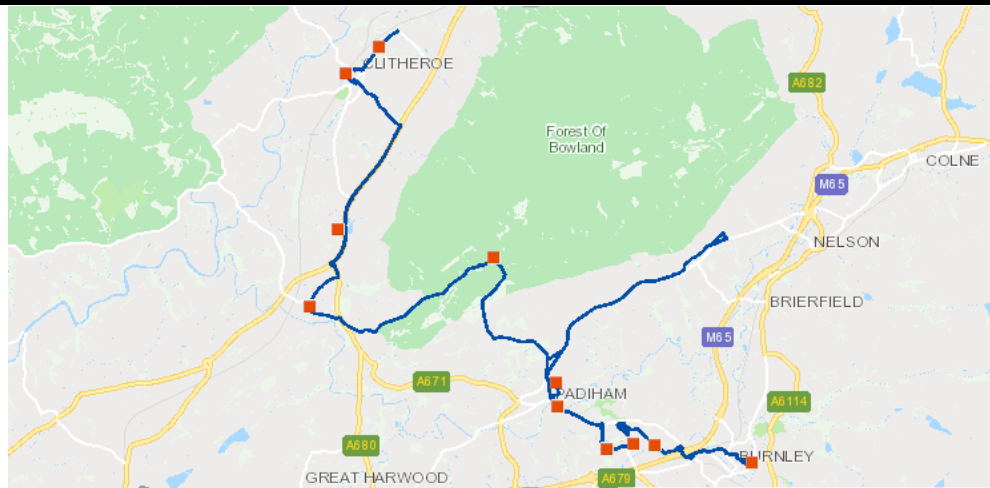 CLITHEROE
A682
Forest Of
Bowland
COLNE
M65
NELSON
BRIERFIELD
M65
A671
PADIHAM
A6114
A680
BURNLEY
GREAT HARWOOD
A679